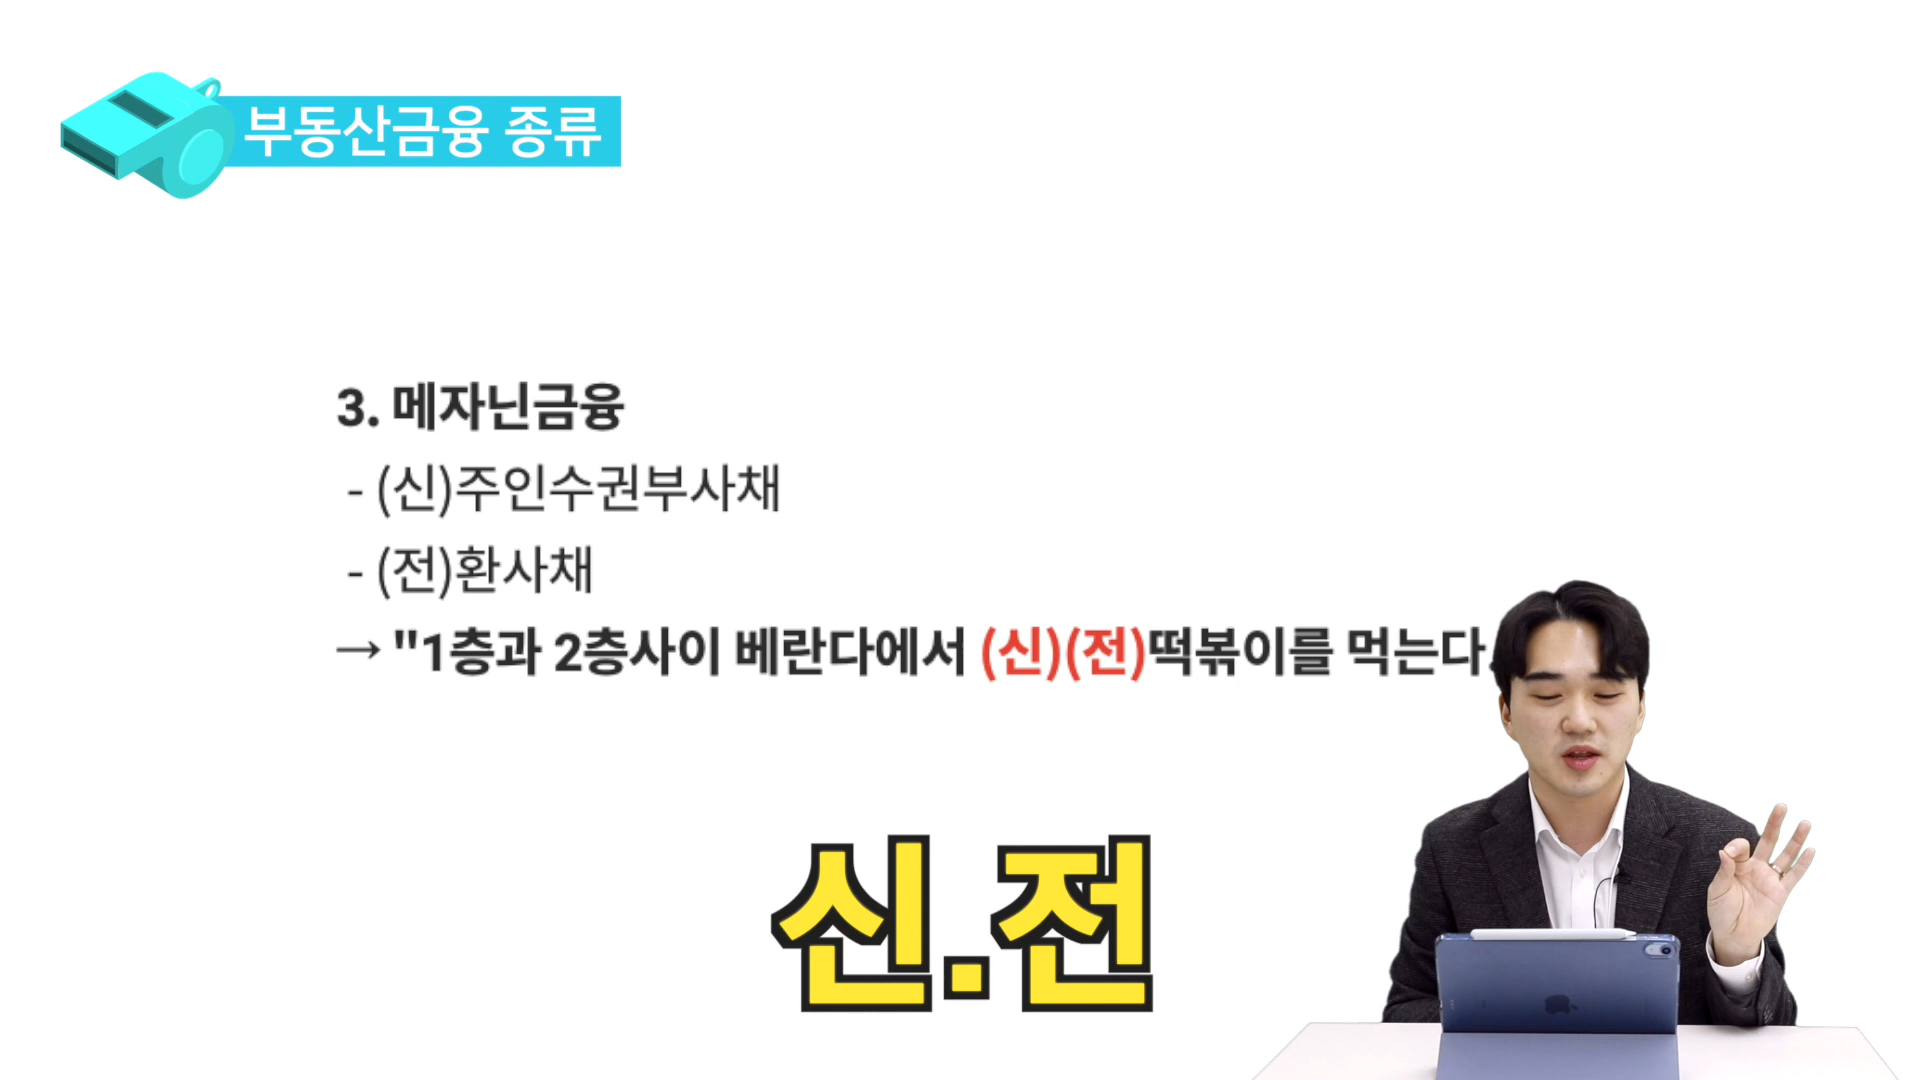 부동산금융 종류
3. 메자닌금융
- (신)주인수권부사채
- (전)환사채
→ "1층과 2층사이 베란다에서 (신)(전)떡볶이를 먹는다.
신.전